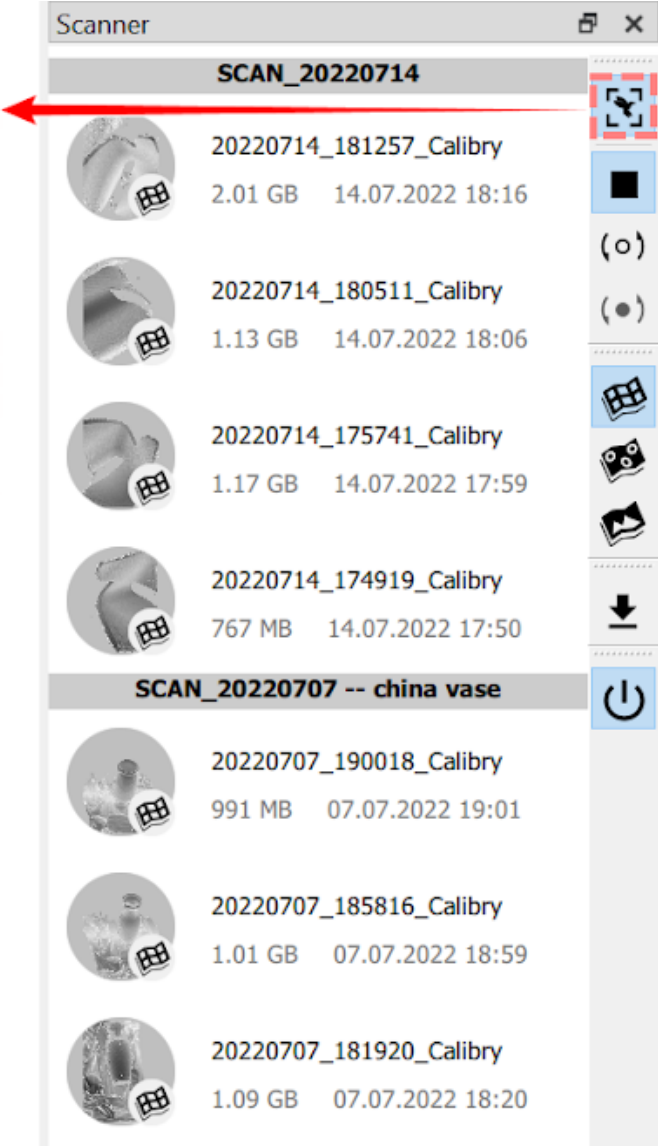 Scanner
SCAN_20220714
20220714_181257_Calibry
2.01 GB 14.07.2022 18:16
20220714_180511_Calibry
1.13 GB 14.07.2022 18:06
20220714_175741_Calibry
1.17 GB 14.07.2022 17:59
20220714_174919_Calibry
767 MB 14.07.2022 17:50
SCAN_20220707 -- china vase
20220707_190018_Calibry
991 MB 07.07.2022 19:01
20220707_185816_Calibry
1.01 GB 07.07.2022 18:59
20220707_181920_Calibry
1.09 GB 07.07.2022 18:20